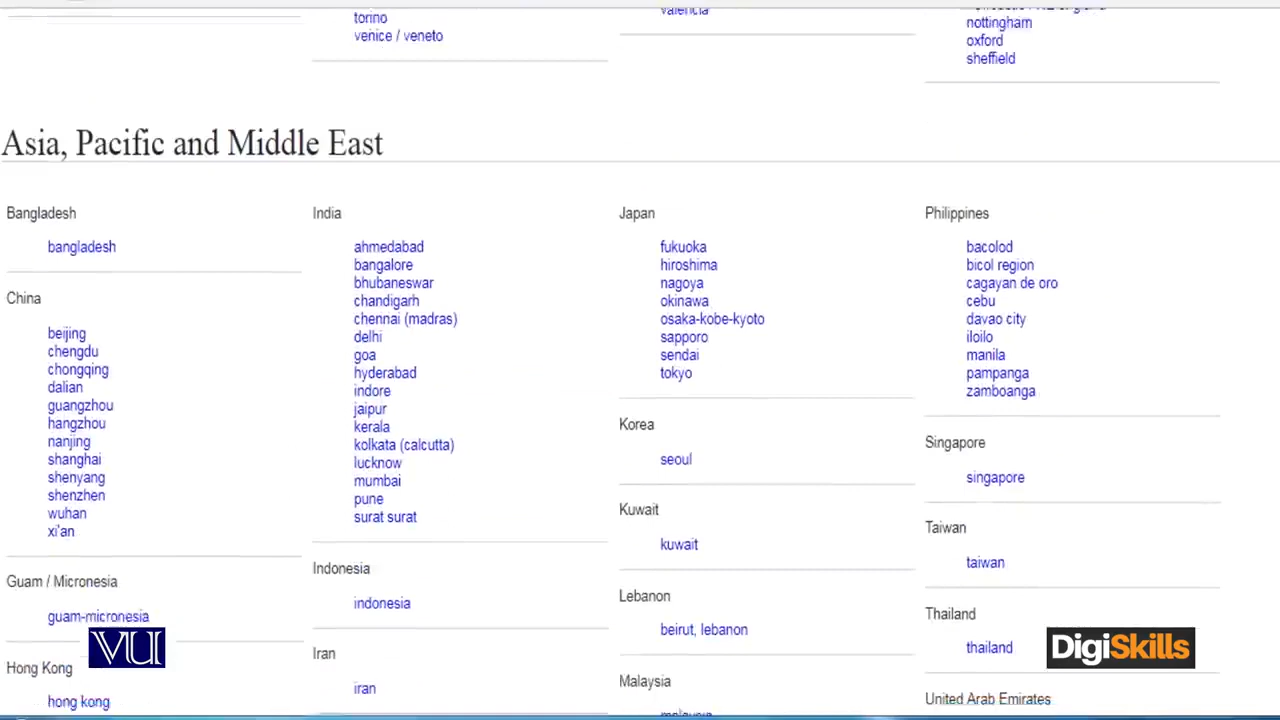 torino
venice / veneto
valencia
nottingham
oxford
sheffield
Asia, Pacific and Middle East
Bangladesh
bangladesh
China
beijing
chengdu
chongqing
dalian
guangzhou
hangzhou
nanjing
shanghai
shenyang
shenzhen
wuhan
xi'an
Guam / Micronesia
guam-micronesia
Hong Kong
hong kong
India
ahmedabad
bangalore
bhubaneswar
chandigarh
chennai (madras)
delhi
goa
hyderabad
indore
jaipur
kerala
kolkata (calcutta)
lucknow
mumbai
pune
surat surat
Indonesia
indonesia
Iran
iran
Japan
fukuoka
hiroshima
nagoya
okinawa
osaka-kobe-kyoto
sapporo
sendai
tokyo
Korea
seoul
Kuwait
kuwait
Lebanon
beirut, lebanon
Malaysia
malaysia
Philippines
bacolod
bicol region
cagayan de oro
cebu
davao city
iloilo
manila
pampanga
zamboanga
Singapore
singapore
Taiwan
taiwan
Thailand
thailand
United Arab Emirates
VU
DigiSkills